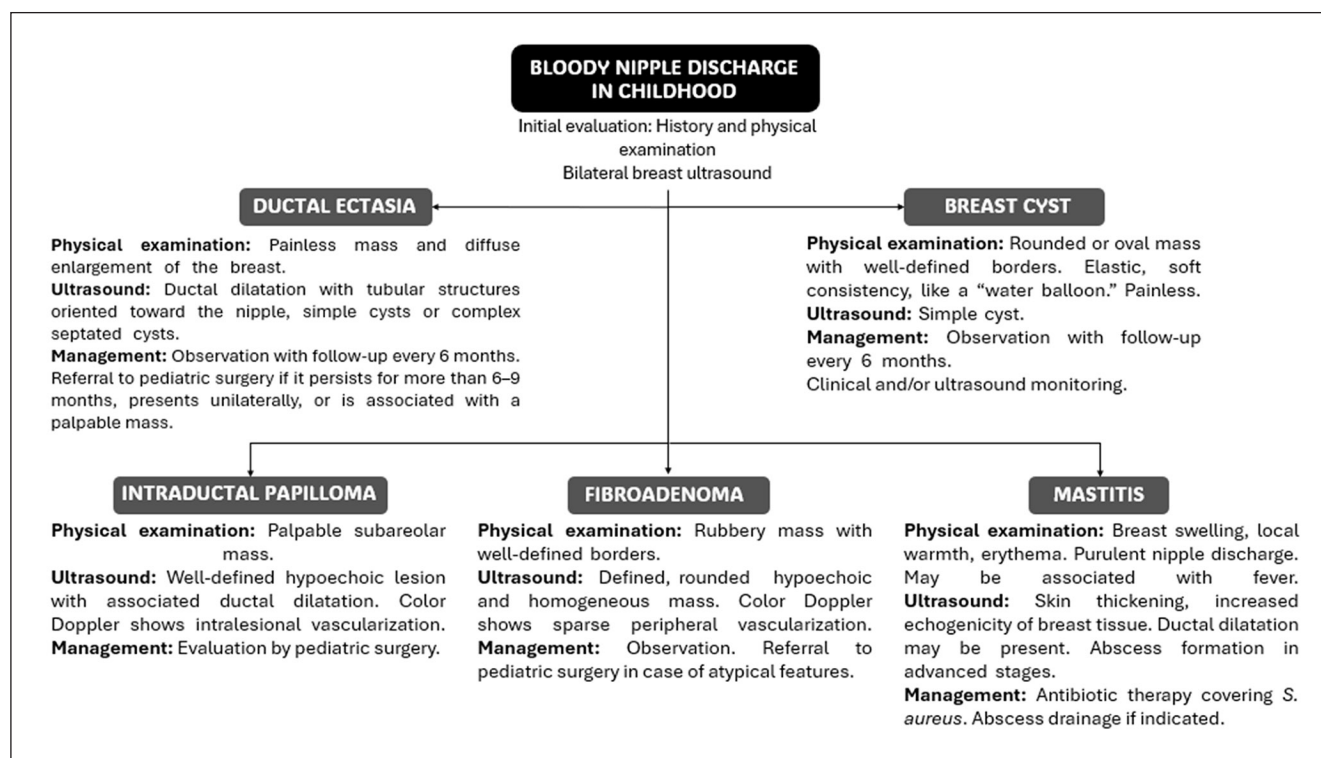 BLOODY NIPPLE DISCHARGE
IN CHILDHOOD
Initial evaluation: History and physical
examination
Bilateral breast ultrasound
DUCTAL ECTASIA
Physical examination: Painless mass and diffuse
enlargement of the breast.
Ultrasound: Ductal dilatation with tubular structures
oriented toward the nipple, simple cysts or complex
septated cysts.
Management: Observation with follow-up every 6 months.
Referral to pediatric surgery if it persists for more than 6–9
months, presents unilaterally, or is associated with a
palpable mass.
BREAST CYST
Physical examination: Rounded or oval mass
with well-defined borders. Elastic, soft
consistency, like a “water balloon.” Painless.
Ultrasound: Simple cyst.
Management: Observation with follow-up
every 6 months.
Clinical and/or ultrasound monitoring.
INTRADUCTAL PAPILLOMA
Physical examination: Palpable subareolar
mass.
Ultrasound: Well-defined hypoechoic lesion
with associated ductal dilatation. Color
Doppler shows intralesional vascularization.
Management: Evaluation by pediatric surgery.
FIBROADENOMA
Physical examination: Rubbery mass with
well-defined borders.
Ultrasound: Defined, rounded hypoechoic
and homogeneous mass. Color Doppler
shows sparse peripheral vascularization.
Management: Observation. Referral to
pediatric surgery in case of atypical features.
MASTITIS
Physical examination: Breast swelling, local
warmth, erythema. Purulent nipple discharge.
May be associated with fever.
Ultrasound: Skin thickening, increased
echogenicity of breast tissue. Ductal dilatation
may be present. Abscess formation in
advanced stages.
Management: Antibiotic therapy covering S.
aureus. Abscess drainage if indicated.